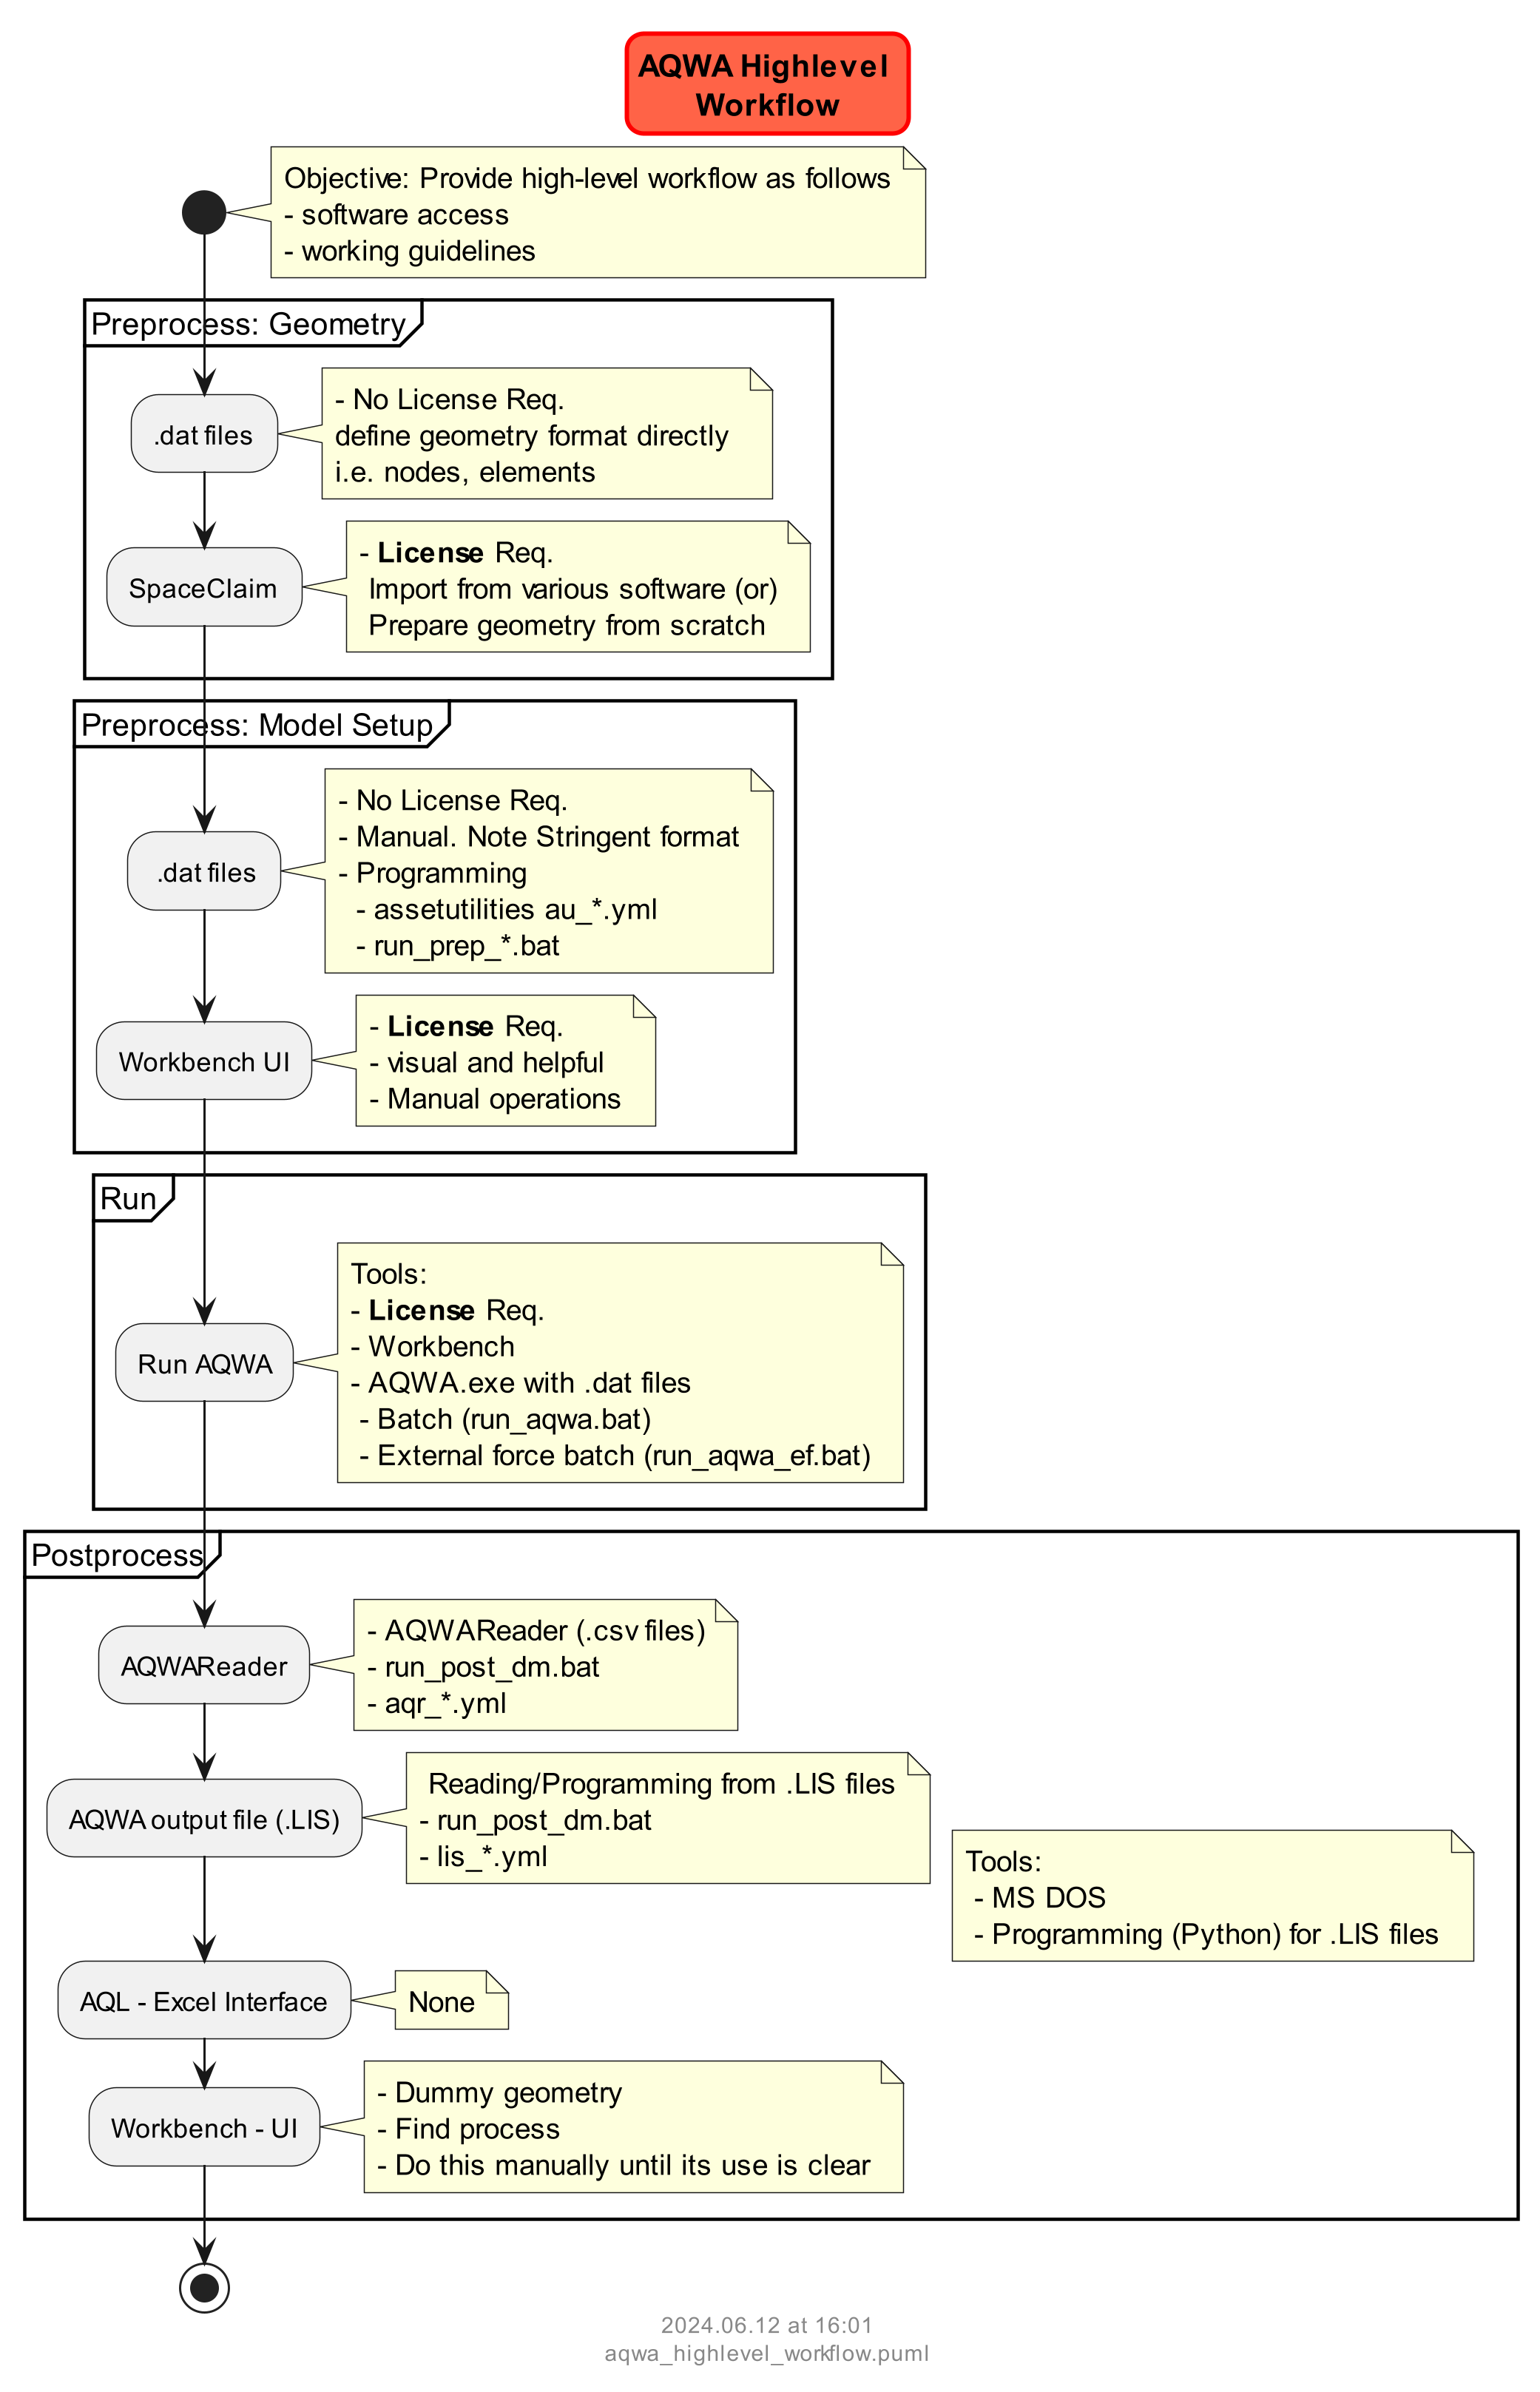 AQWA Highlevel
Workflow
Objective: Provide high-level workflow as follows
- software access
- working guidelines
Preprocess: Geometry
.dat files
- No License Req.
define geometry format directly
i.e. nodes, elements
SpaceClaim
- License Req.
Import from various software (or)
Prepare geometry from scratch
Preprocess: Model Setup
.dat files
- No License Req.
- Manual. Note Stringent format
- Programming
- assetutilities au_*.yml
- run_prep_*.bat
Workbench UI
- License Req.
- visual and helpful
- Manual operations
Run
Run AQWA
Tools:
- License Req.
- Workbench
- AQWA.exe with .dat files
- Batch (run_aqwa.bat)
- External force batch (run_aqwa_ef.bat)
Postprocess
AQWAReader
- AQWAReader (.csv files)
- run_post_dm.bat
- aqr_*.yml
AQWA output file (.LIS)
Reading/Programming from .LIS files
- run_post_dm.bat
- lis_*.yml
Tools:
- MS DOS
- Programming (Python) for .LIS files
AQL - Excel Interface
None
Workbench - UI
- Dummy geometry
- Find process
- Do this manually until its use is clear
2024.06.12 at 16:01
aqwa_highlevel_workflow.puml